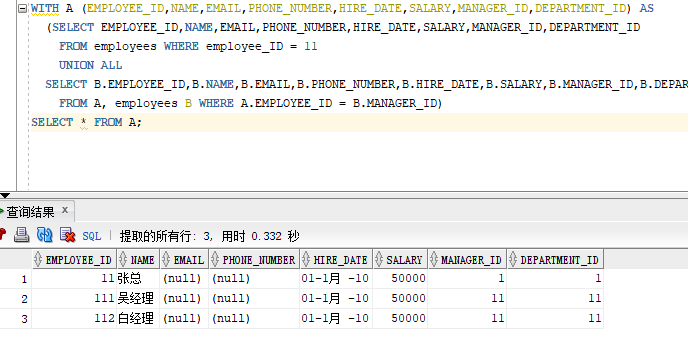 WITH A (EMPLOYEE_ID,NAME,EMAIL,PHONE_NUMBER,HIRE_DATE,SALARY,MANAGER_ID,DEPARTMENT_ID) AS
(SELECT EMPLOYEE_ID,NAME,EMAIL,PHONE_NUMBER,HIRE_DATE,SALARY,MANAGER_ID,DEPARTMENT_ID
FROM employees WHERE employee_ID = 11
UNION ALL
SELECT B.EMPLOYEE_ID,B.NAME,B.EMAIL,B.PHONE_NUMBER,B.HIRE_DATE,B.SALARY,B.MANAGER_ID,B.DEPAR
FROM A, employees B WHERE A.EMPLOYEE_ID = B.MANAGER_ID)
SELECT * FROM A;
查询结果 x
SQL | 提取的所有行: 3, 用时 0.332 秒
EMPLOYEE_ID NAME EMAIL PHONE_NUMBER HIRE_DATE SALARY MANAGER_ID DEPARTMENT_ID
1 11 张总 (null) (null) 01-1月 -10 50000 1 1
2 111 吴经理 (null) (null) 01-1月 -10 50000 11 11
3 112 白经理 (null) (null) 01-1月 -10 50000 11 11